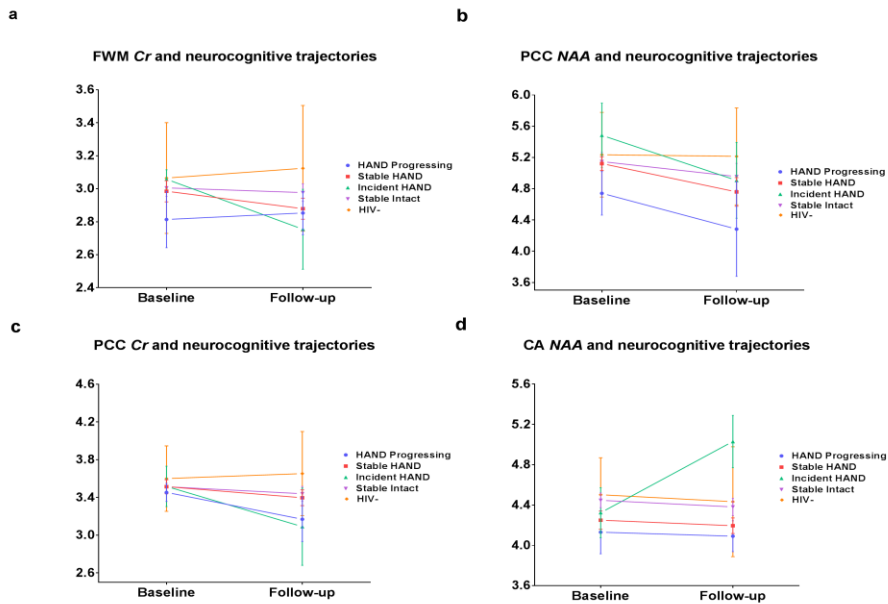 a
FWM Cr and neurocognitive trajectories
3.6
3.4
3.2
3.0
2.8
2.6
2.4
Baseline
Follow-up
HAND Progressing
Stable HAND
Incident HAND
Stable Intact
HIV-
b
PCC NAA and neurocognitive trajectories
6.0
5.6
5.2
4.8
4.4
4.0
3.6
Baseline
Follow-up
HAND Progressing
Stable HAND
Incident HAND
Stable Intact
HIV-
c
PCC Cr and neurocognitive trajectories
4.6
4.2
3.8
3.4
3.0
2.6
Baseline
Follow-up
HAND Progressing
Stable HAND
Incident HAND
Stable Intact
HIV-
d
CA NAA and neurocognitive trajectories
5.6
5.2
4.8
4.4
4.0
3.6
Baseline
Follow-up
HAND Progressing
Stable HAND
Incident HAND
Stable Intact
HIV-